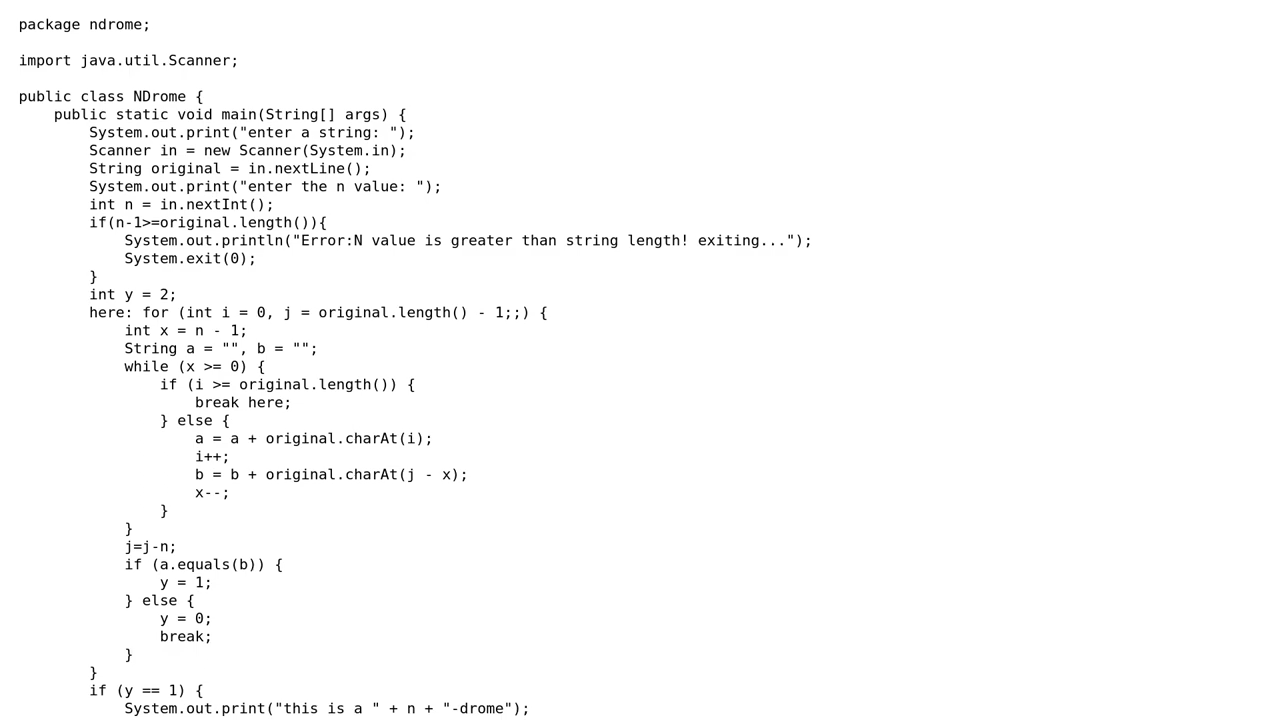 package ndrome;
import java.util.Scanner;
public class NDrome {
public static void main(String[] args) {
System.out.print("enter a string: ");
Scanner in = new Scanner(System.in);
String original = in.nextLine();
System.out.print("enter the n value: ");
int n = in.nextInt();
if(n-1>=original.length()){
System.out.println("Error:N value is greater than string length! exiting...");
System.exit(0);
}
int y = 2;
here: for (int i = 0, j = original.length() - 1;;) {
int x = n - 1;
String a = "", b = "";
while (x >= 0) {
if (i >= original.length()) {
break here;
} else {
a = a + original.charAt(i);
i++;
b = b + original.charAt(j - x);
x--;
}
}
j=j-n;
if (a.equals(b)) {
y = 1;
} else {
y = 0;
break;
}
}
if (y == 1) {
System.out.print("this is a " + n + "-drome");